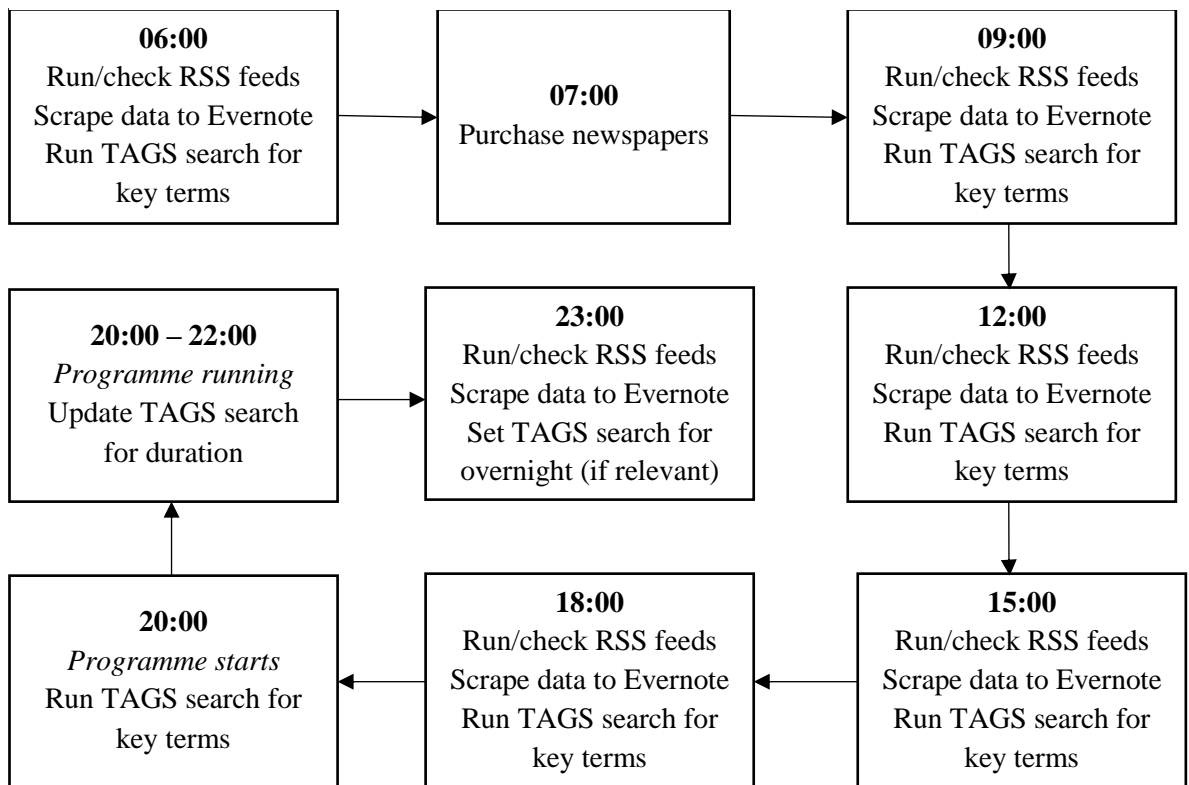 06:00
Run/check RSS feeds
Scrape data to Evernote
Run TAGS search for
key terms
07:00
Purchase newspapers
09:00
Run/check RSS feeds
Scrape data to Evernote
Run TAGS search for
key terms
12:00
Run/check RSS feeds
Scrape data to Evernote
Run TAGS search for
key terms
15:00
Run/check RSS feeds
Scrape data to Evernote
Run TAGS search for
key terms
18:00
Run/check RSS feeds
Scrape data to Evernote
Run TAGS search for
key terms
20:00
Programme starts
Run TAGS search for
key terms
20:00 – 22:00
Programme running
Update TAGS search
for duration
23:00
Run/check RSS feeds
Scrape data to Evernote
Set TAGS search for
overnight (if relevant)